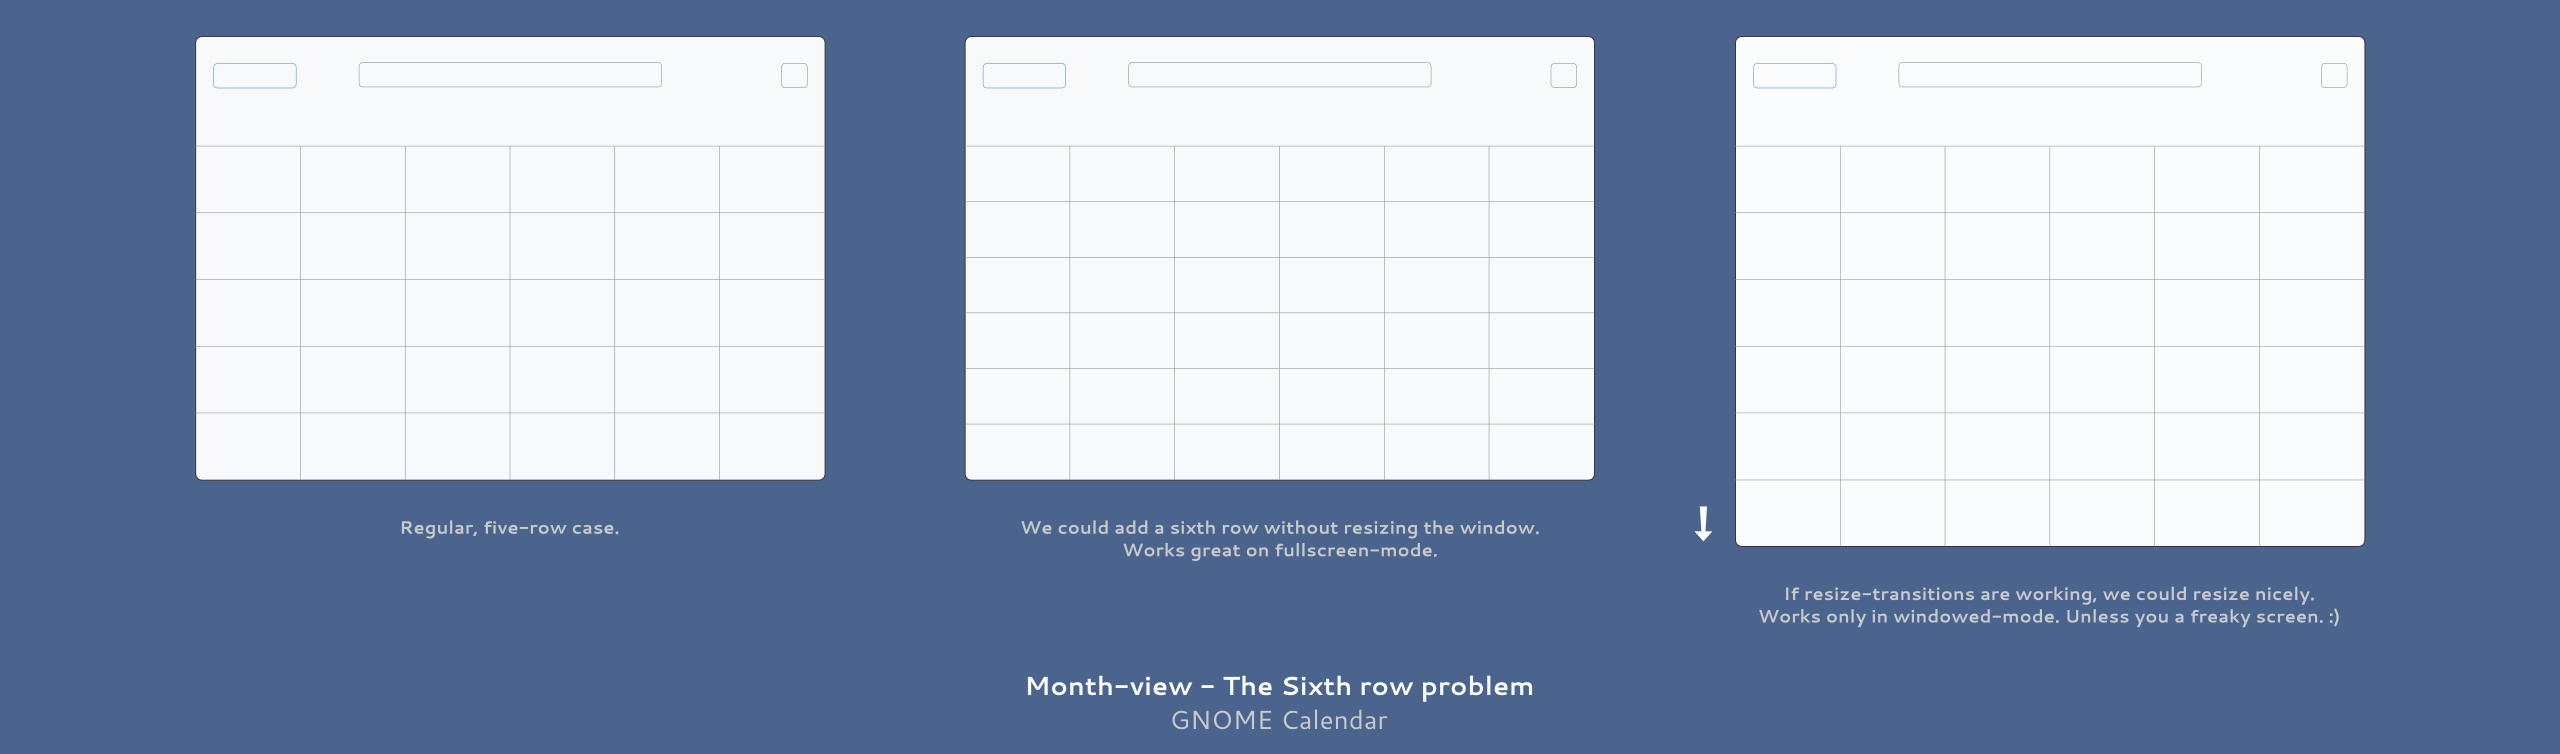 Regular, five-row case.
We could add a sixth row without resizing the window.
Works great on fullscreen-mode.
If resize-transitions are working, we could resize nicely.
Works only in windowed-mode. Unless you a freaky screen. :)
Month-view - The Sixth row problem
GNOME Calendar